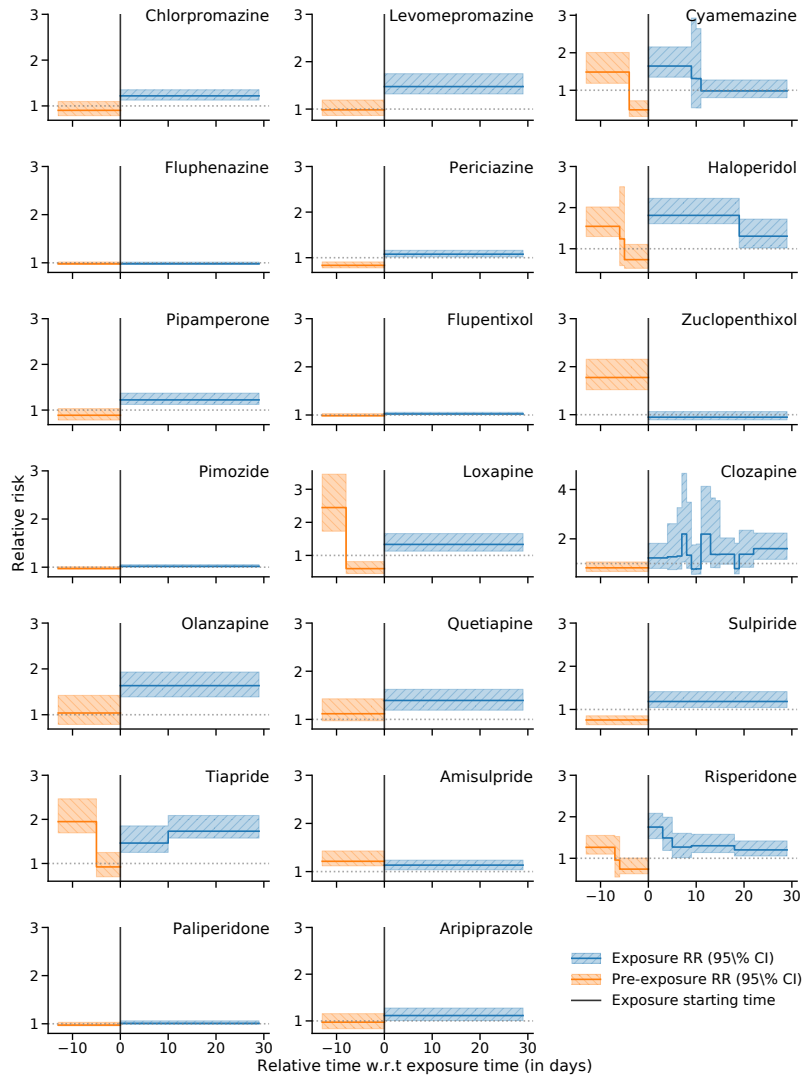 Chlorpromazine
Levomepromazine
Cyamemazine
3
2
1
3
2
1
3
2
1
Fluphenazine
Periciazine
Haloperidol
3
2
1
3
2
1
3
2
1
Pipamperone
Flupentixol
Zuclopenthixol
3
2
1
3
2
1
3
2
1
Pimozide
Loxapine
Clozapine
3
2
1
3
2
1
4
2
Relative risk
Olanzapine
Quetiapine
Sulpiride
3
2
1
3
2
1
3
2
1
Tiapride
Amisulpride
Risperidone
3
2
1
3
2
1
3
2
1
−10 0 10 20 30
Paliperidone
Aripiprazole
3
2
1
3
2
1
−10 0 10 20 30
−10 0 10 20 30
Exposure RR (95\% CI)
Pre-exposure RR (95\% CI)
Exposure starting time
Relative time w.r.t exposure time (in days)